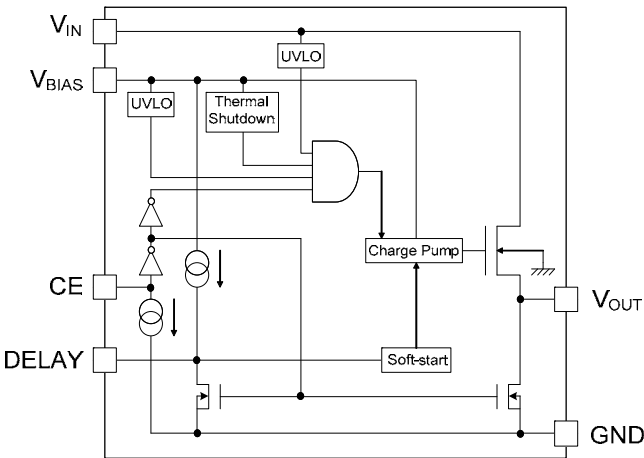 VIN
UVLO
VBIAS
UVLO
Thermal
Shutdown
Charge Pump
CE
VOUT
DELAY
Soft-start
GND